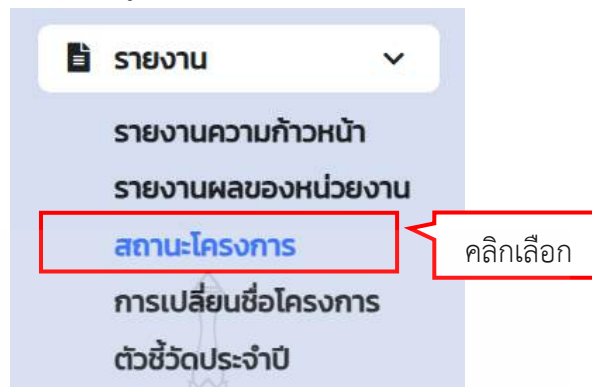 รายงาน
รายงานความก้าวหน้า
รายงานผลของหน่วยงาน
สถานะโครงการ
คลิกเลือก
การเปลี่ยนชื่อโครงการ
ตัวชี้วัดประจำปี